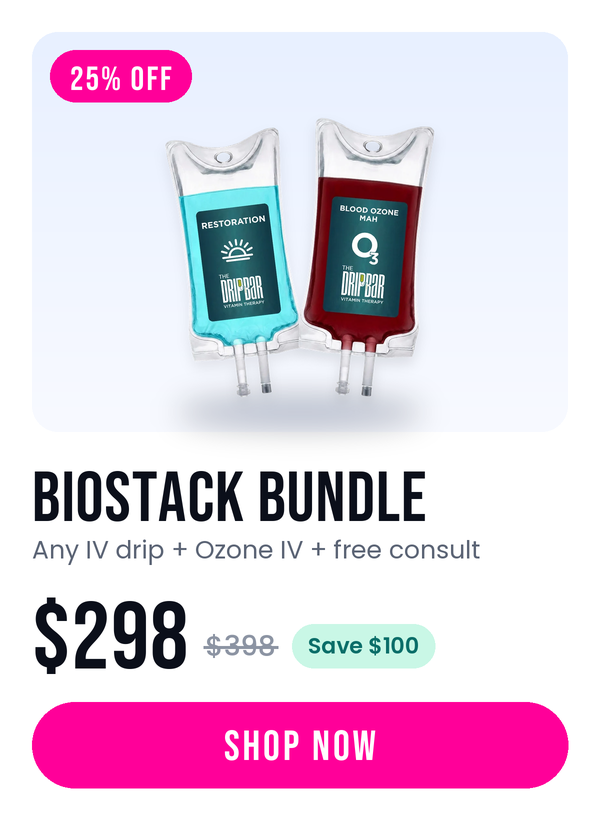 25% OFF
RESTORATION
THE
DRIPBAR
VITAMIN THERAPY
BLOOD OZONE
MAH
O3
THE
DRIPBAR
VITAMIN THERAPY
BIOSTACK BUNDLE
Any IV drip + Ozone IV + free consult
$298 $398 Save $100
SHOP NOW